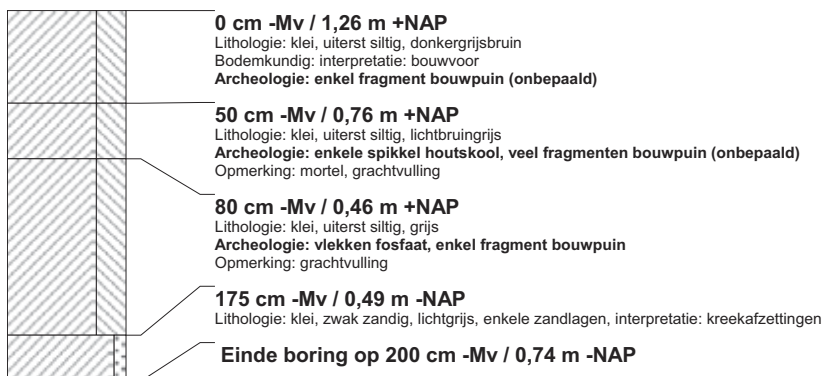 0 cm -Mv / 1,26 m +NAP
Lithologie: klei, uiterst siltig, donkergrijsbruin
Bodemkundig: interpretatie: bouwvoor
Archeologie: enkel fragment bouwpuin (onbepaald)
50 cm -Mv / 0,76 m +NAP
Lithologie: klei, uiterst siltig, lichtbruingrijs
Archeologie: enkele spikkel houtskool, veel fragmenten bouwpuin (onbepaald)
Opmerking: mortel, grachtvulling
80 cm -Mv / 0,46 m +NAP
Lithologie: klei, uiterst siltig, grijs
Archeologie: vlekken fosfaat, enkel fragment bouwpuin
Opmerking: grachtvulling
175 cm -Mv / 0,49 m -NAP
Lithologie: klei, zwak zandig, lichtgrijs, enkele zandlagen, interpretatie: kreekafzettingen
Einde boring op 200 cm -Mv / 0,74 m -NAP